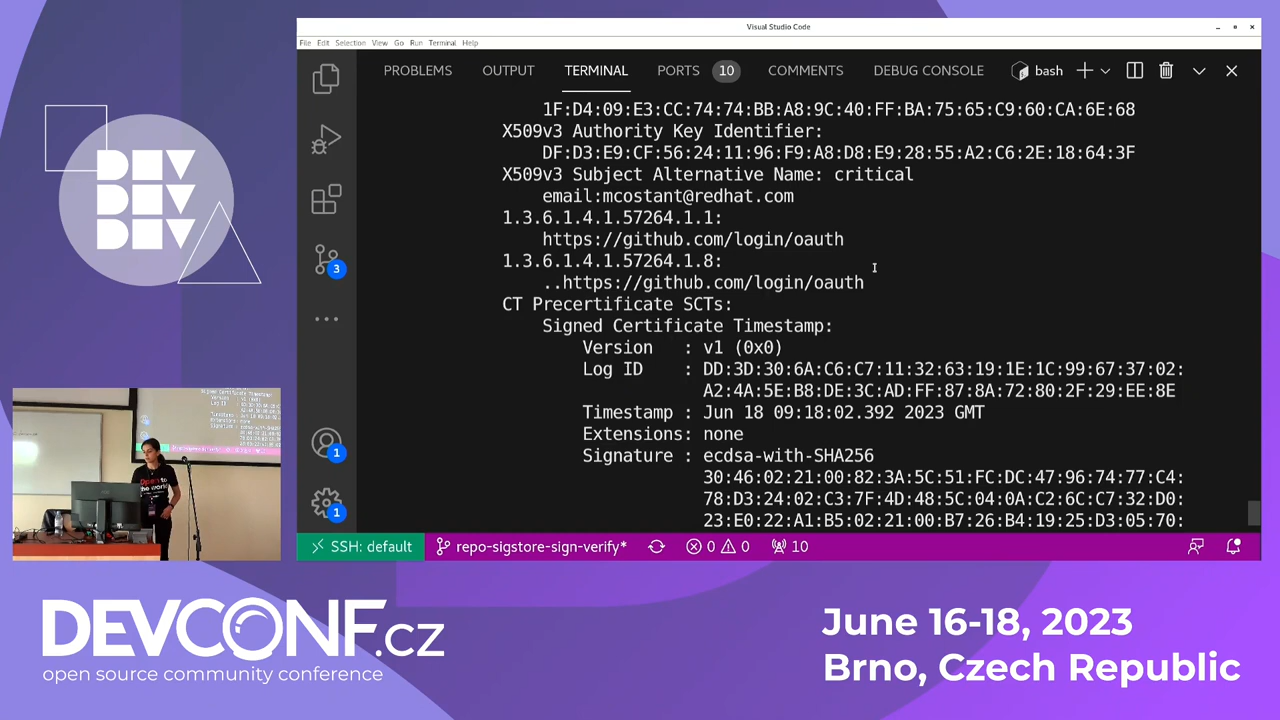 Visual Studio Code
File Edit Selection View Go Run Terminal Help
PROBLEMS OUTPUT TERMINAL PORTS 10 COMMENTS DEBUG CONSOLE bash
1F:D4:09:E3:CC:74:74:BB:A8:9C:40:FF:BA:75:65:C9:60:CA:6E:68
X509v3 Authority Key Identifier:
DF:D3:E9:CF:56:24:11:96:F9:A8:D8:E9:28:55:A2:C6:2E:18:64:3F
X509v3 Subject Alternative Name: critical
email:mcostant@redhat.com
1.3.6.1.4.1.57264.1.1:
https://github.com/login/oauth
1.3.6.1.4.1.57264.1.8:
..https://github.com/login/oauth
CT Precertificate SCTs:
Signed Certificate Timestamp:
Version : v1 (0x0)
Log ID : DD:3D:30:6A:C6:C7:11:32:63:19:1E:1C:99:67:37:02:
A2:4A:5E:B8:DE:3C:AD:FF:87:8A:72:80:2F:29:EE:8E
Timestamp : Jun 18 09:18:02.392 2023 GMT
Extensions: none
Signature : ecdsa-with-SHA256
30:46:02:21:00:82:3A:5C:51:FC:DC:47:96:74:77:C4:
78:D3:24:02:C3:7F:4D:48:5C:04:0A:C2:6C:C7:32:D0:
23:E0:22:A1:B5:02:21:00:B7:26:B4:19:25:D3:05:70:
3
1
1
SSH: default repo-sigstore-sign-verify* 0 0 10
DEV
DEV
DEV
Open to
the world
DEVCONF.cz
open source community conference
June 16-18, 2023
Brno, Czech Republic